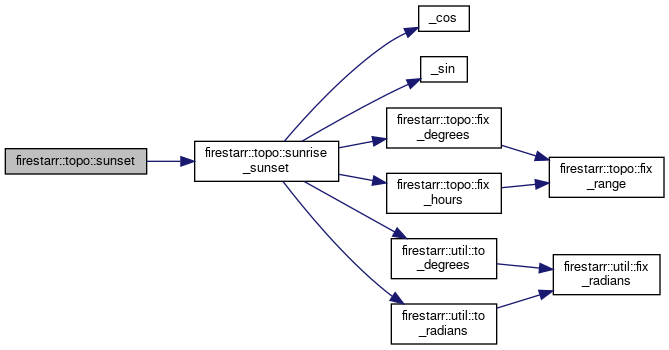 firestarr::topo::sunset
firestarr::topo::sunrise
_sunset
_cos
_sin
firestarr::topo::fix
_degrees
firestarr::topo::fix
_hours
firestarr::util::to
_degrees
firestarr::util::to
_radians
firestarr::topo::fix
_range
firestarr::util::fix
_radians